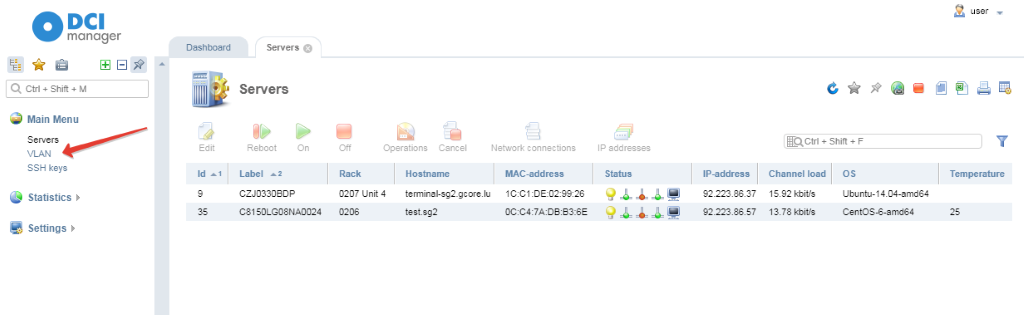 user
DCI
manager
Dashboard
Servers
Ctrl + Shift + M
Servers
Main Menu
Servers
VLAN
SSH keys
Statistics
Settings
Edit
Reboot
On
Off
Operations
Cancel
Network connections
IP addresses
Ctrl + Shift + F
Id 1 Label 2 Rack Hostname MAC-address Status IP-address Channel load OS Temperature
9 CZJ0330BDP 0207 Unit 4 terminal-sg2.gcore.lu 1C:C1:DE:02:99:26 92.223.86.37 15.92 kbit/s Ubuntu-14.04-amd64
35 C8150LG08NA0024 0206 test.sg2 0C:C4:7A:DB:B3:6E 92.223.86.57 13.78 kbit/s CentOS-6-amd64 25